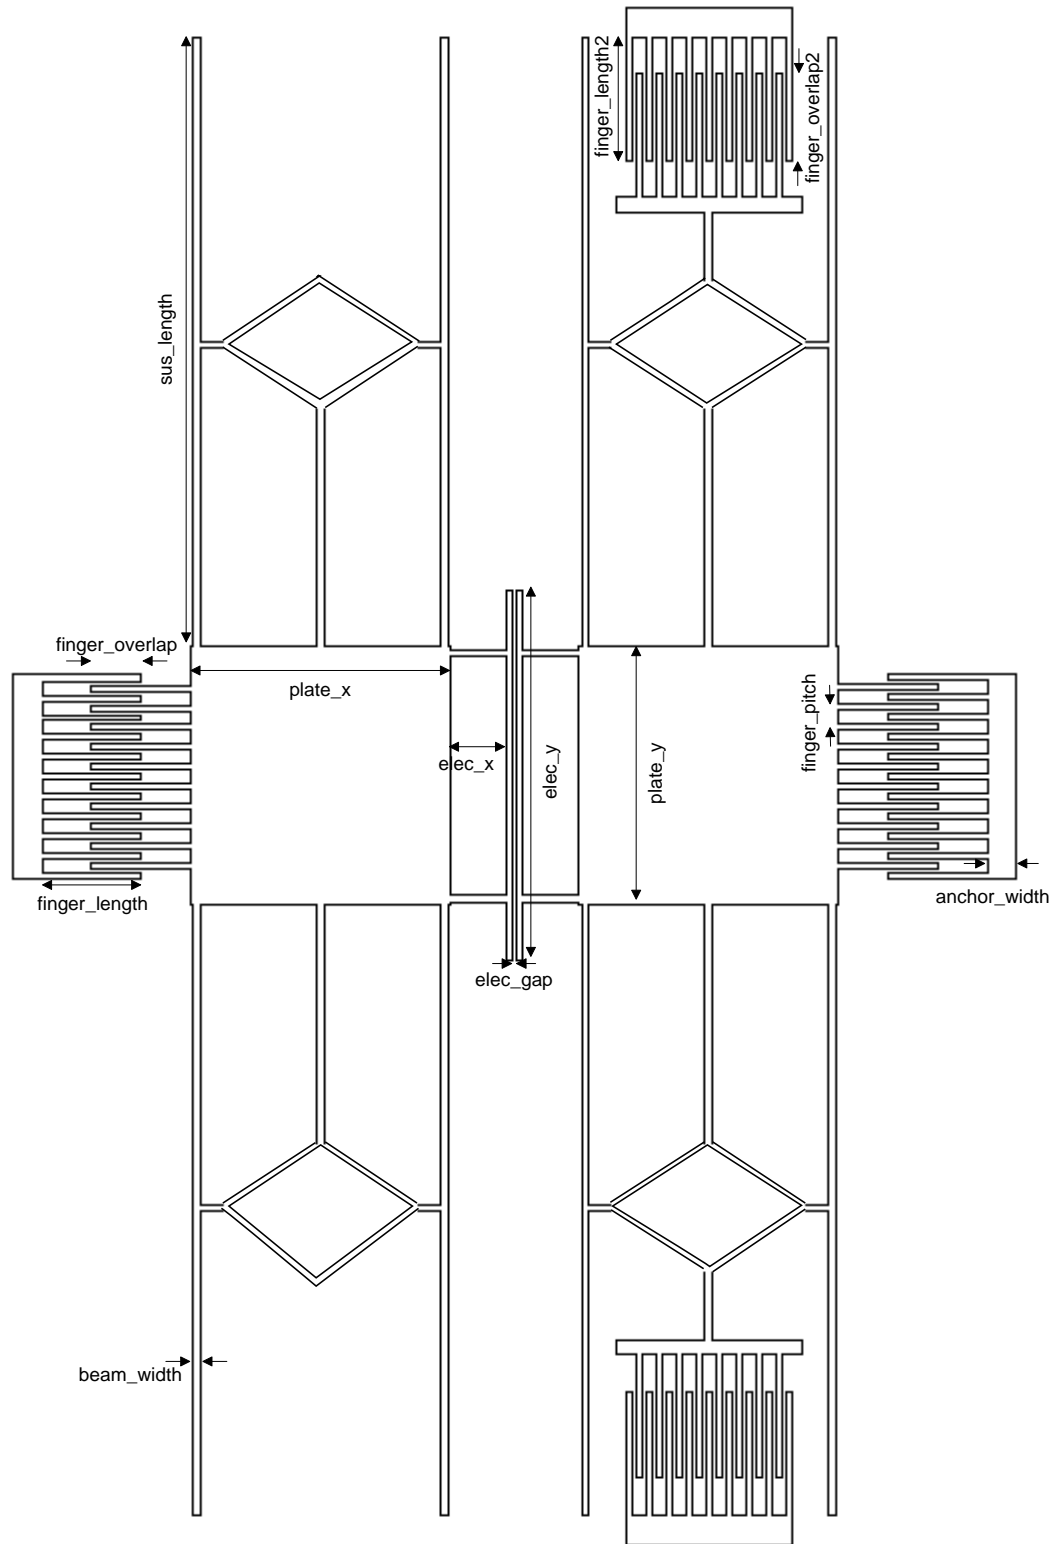 finger_length2
finger_overlap2
sus_length
finger_overlap
plate_x
finger_pitch
elec_x
elec_y
plate_y
finger_length
anchor_width
elec_gap
beam_width